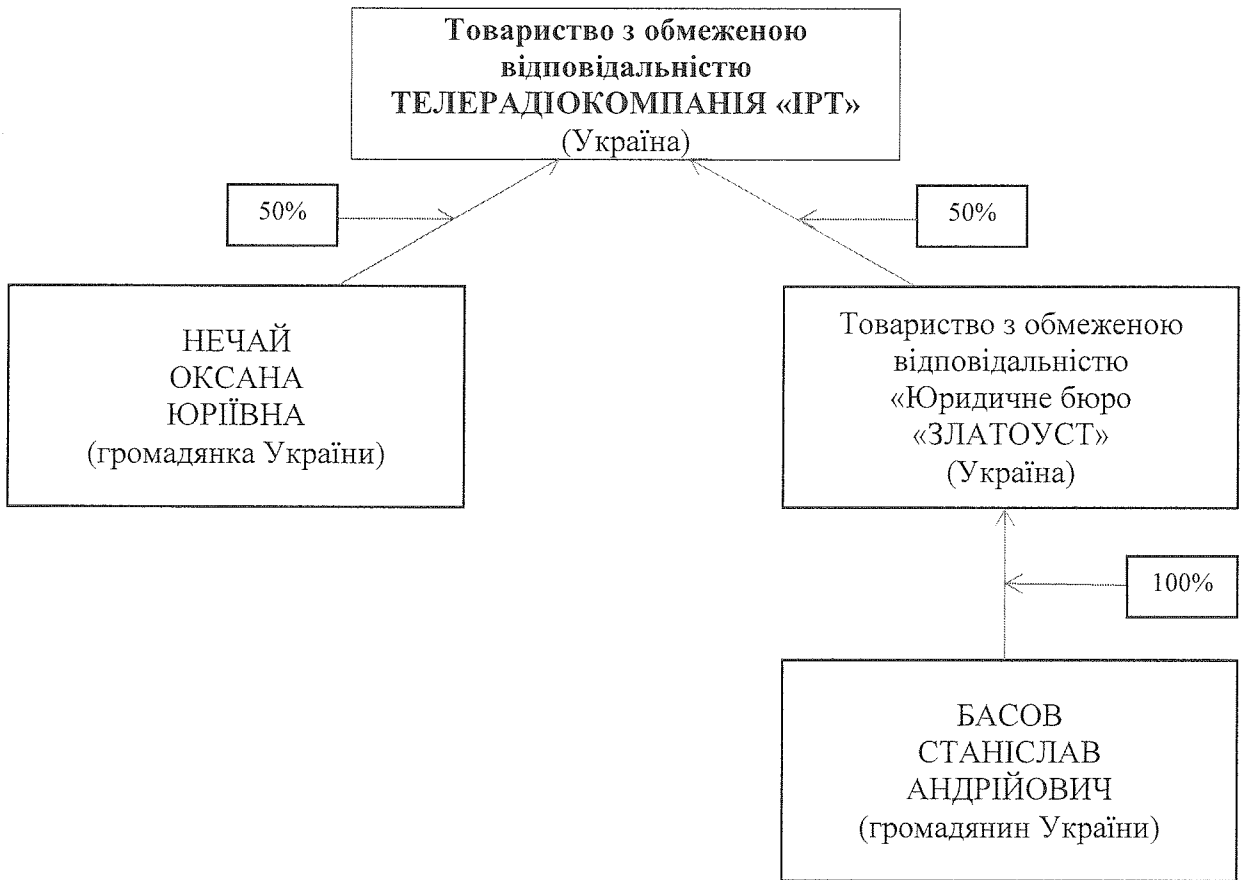 Товариство з обмеженою
відповідальністю
ТЕЛЕРАДІОКОМПАНІЯ «ІРТ»
(Україна)
50%
50%
НЕЧАЙ
ОКСАНА
ЮРІЇВНА
(громадянка України)
Товариство з обмеженою
відповідальністю
«Юридичне бюро
«ЗЛАТОУСТ»
(Україна)
100%
БАСОВ
СТАНІСЛАВ
АНДРІЙОВИЧ
(громадянин України)